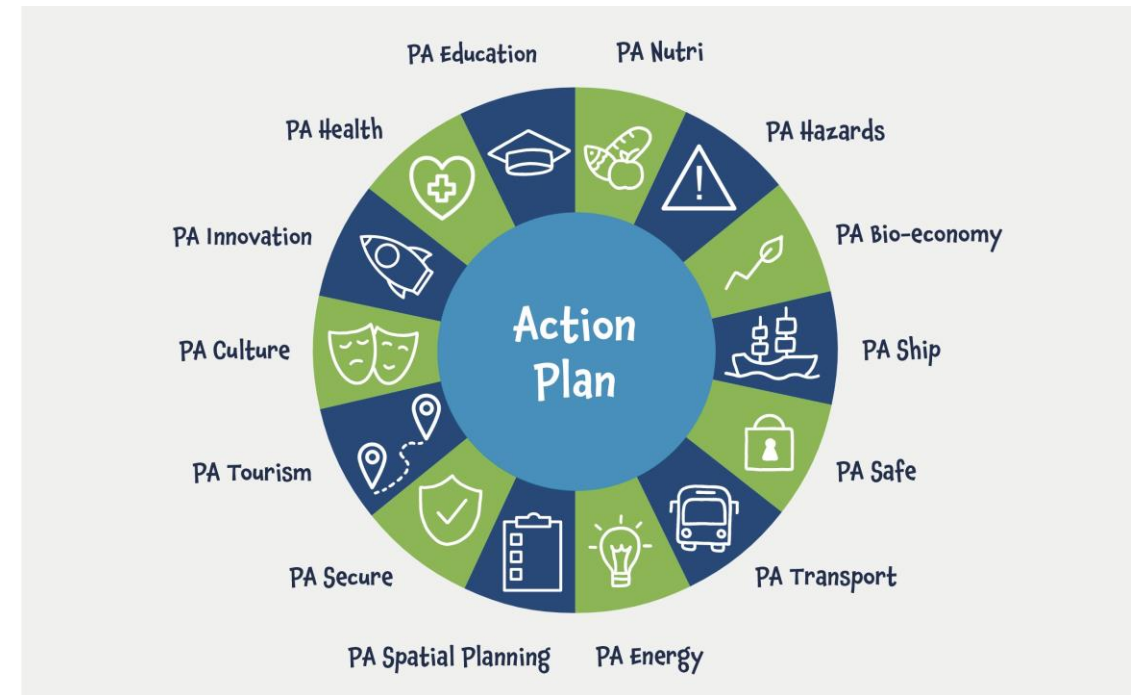 PA Education
PA Nutri
PA Health
PA Hazards
PA Innovation
PA Bio-economy
Action
Plan
PA Culture
PA Ship
PA Tourism
PA Safe
PA Secure
PA Transport
PA Spatial Planning
PA Energy